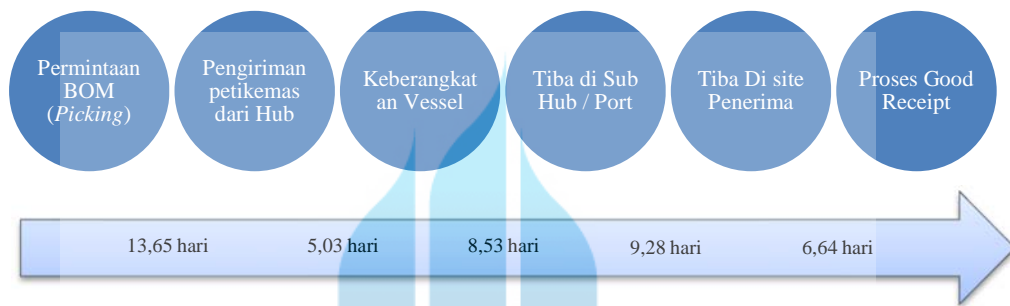 Permintaan
BOM
(Picking)
Pengiriman
petikemas
dari Hub
Keberangkat
an Vessel
Tiba di Sub
Hub / Port
Tiba Di site
Penerima
Proses Good
Receipt
13,65 hari
5,03 hari
8,53 hari
9,28 hari
6,64 hari